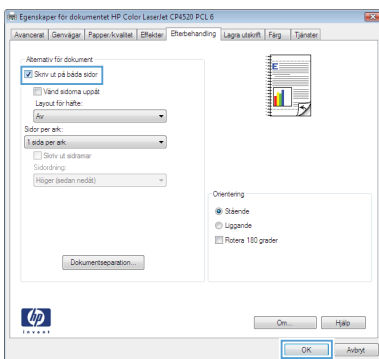 Egenskaper för dokumentet HP Color LaserJet CP4520 PCL 6
Avancerat Genvägar Papper/kvalitet Effekter Efterbehandling Lagra utskrift Färg Tjänster
Alternativ för dokument
Skriv ut på båda sidor
Vänd sidorna uppåt
Layout för häfte:
Av
Sidor per ark:
1 sida per ark
Skriv ut sidramar
Sidordning:
Höger (sedan nedåt)
Dokumentseparation...
E
Orientering
Stående
Liggande
Rotera 180 grader
hp
invent
Om... Hjälp
OK Avbryt